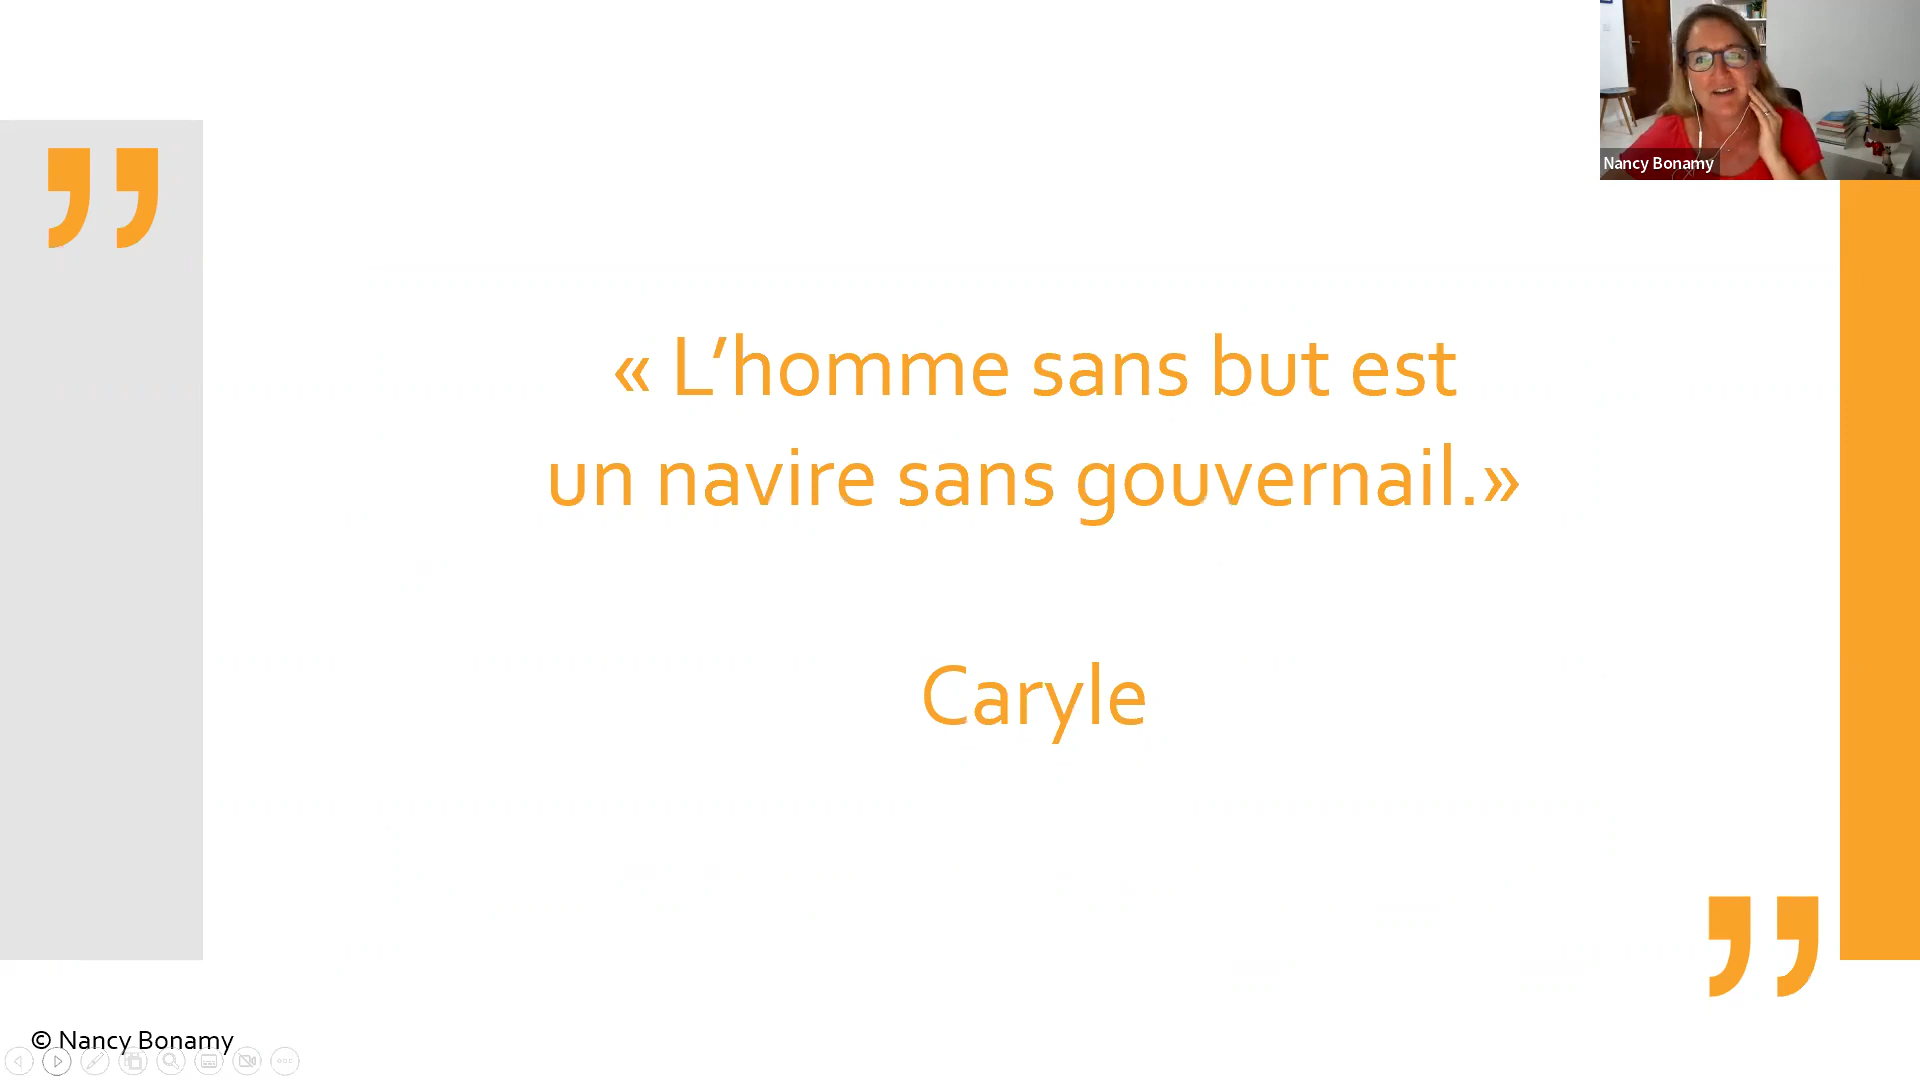 Nancy Bonamy
« L’homme sans but est
un navire sans gouvernail.»
Caryle
© Nancy Bonamy